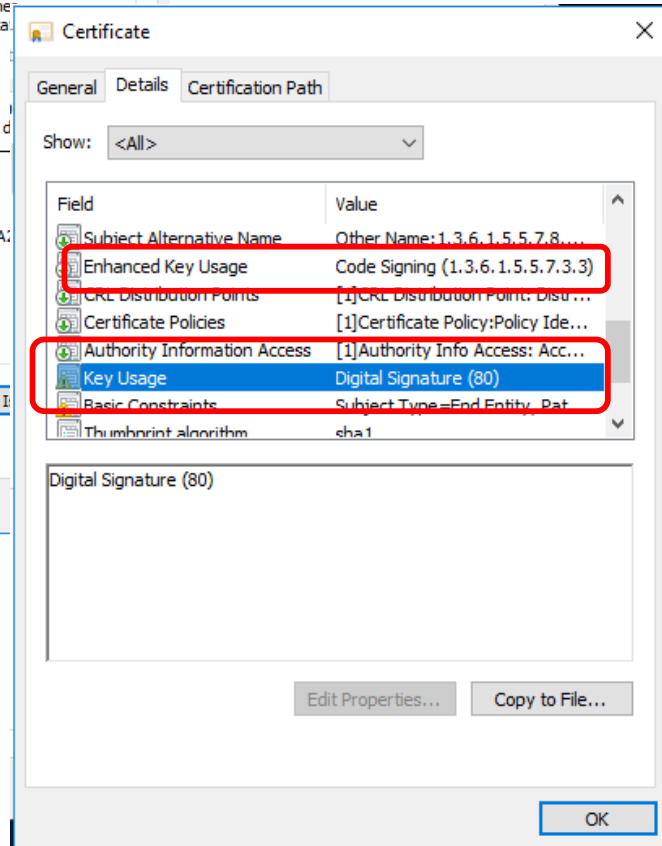 Certificate
General Details Certification Path
Show: <All>
Field Value
Subject Alternative Name Other Name:1.3.6.1.5.5.7.8....
Enhanced Key Usage Code Signing (1.3.6.1.5.5.7.3.3)
CRL Distribution Points [1]CRL Distribution Point: Distr...
Certificate Policies [1]Certificate Policy:Policy Ide...
Authority Information Access [1]Authority Info Access: Acc...
Key Usage Digital Signature (80)
Basic Constraints Subject Type=End Entity, Pat
Thumbprint algorithm sha1
Digital Signature (80)
Edit Properties... Copy to File...
OK